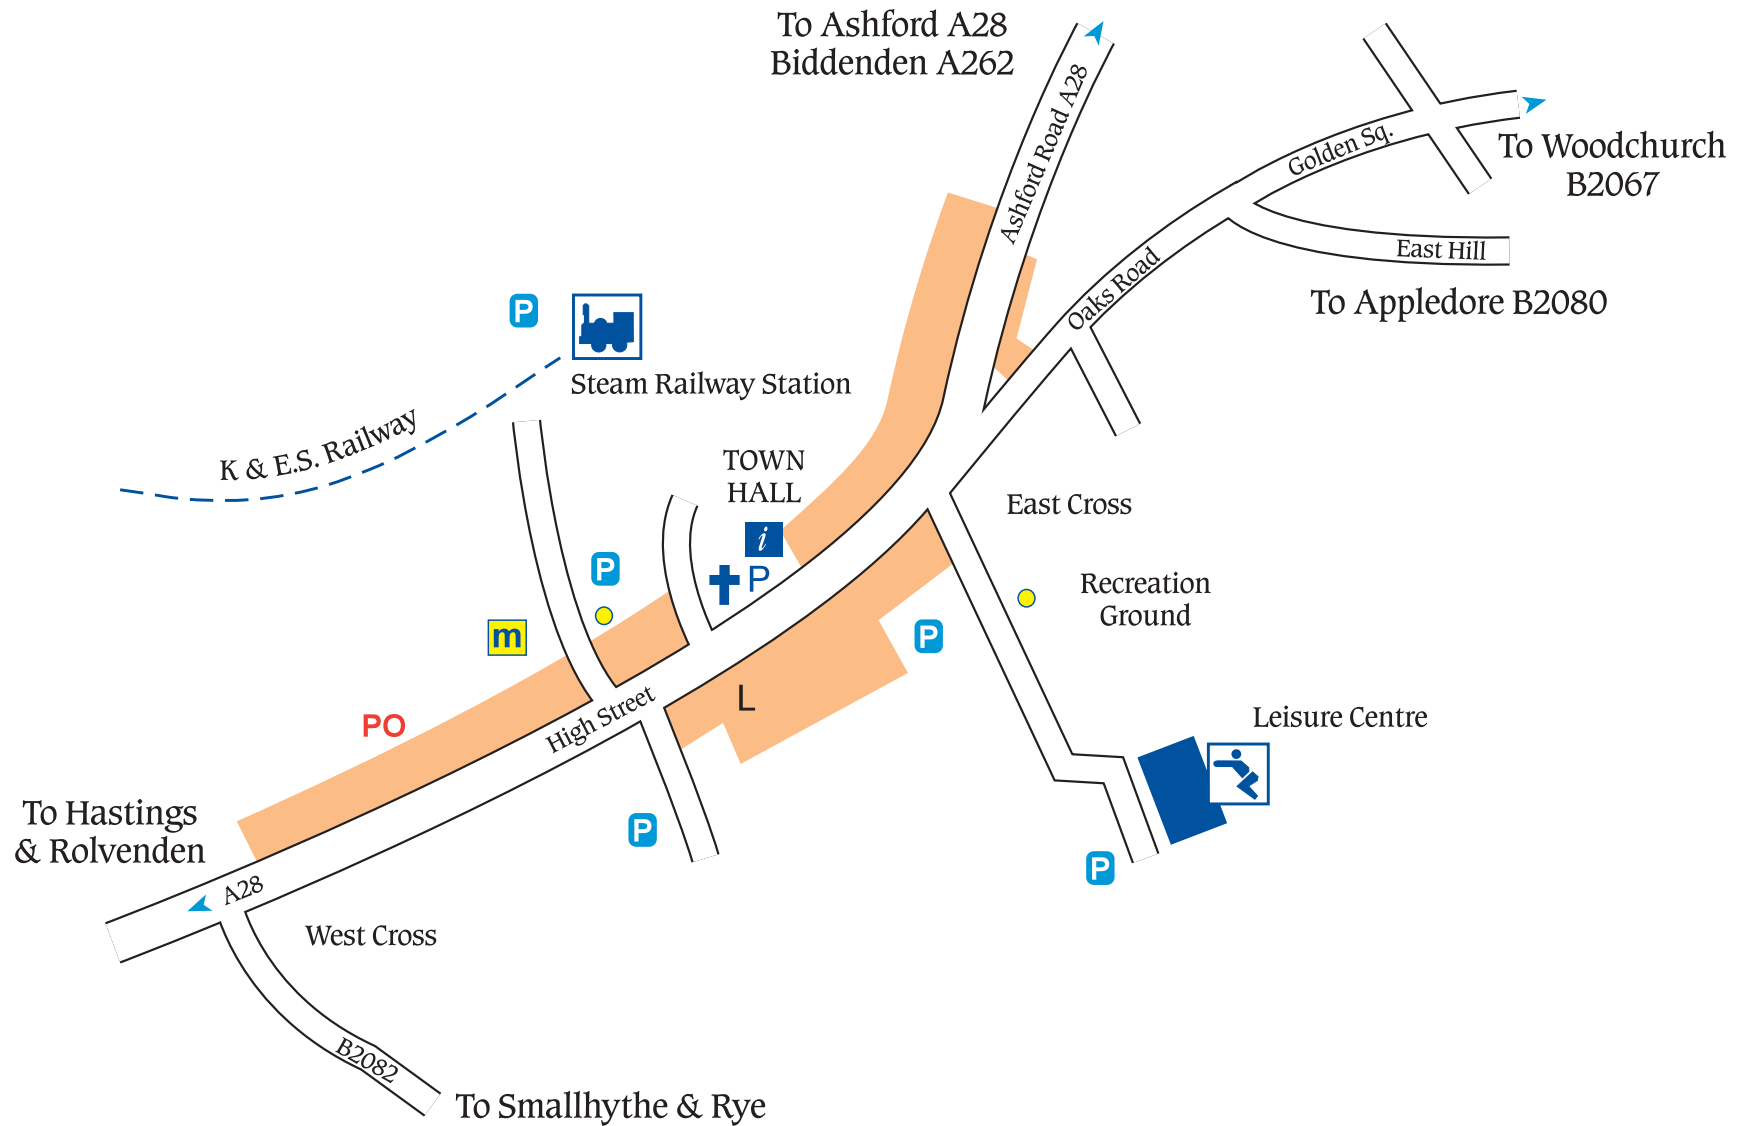 To Ashford A28
Biddenden A262
Ashford Road A28
Golden Sq.
To Woodchurch
B2067
East Hill
To Appledore B2080
Oaks Road
P
Steam Railway Station
K & E.S. Railway
TOWN
HALL
i
P
P
East Cross
Recreation
Ground
m
P
L
High Street
PO
Leisure Centre
To Hastings
& Rolvenden
P
P
A28
West Cross
B2082
To Smallhythe & Rye